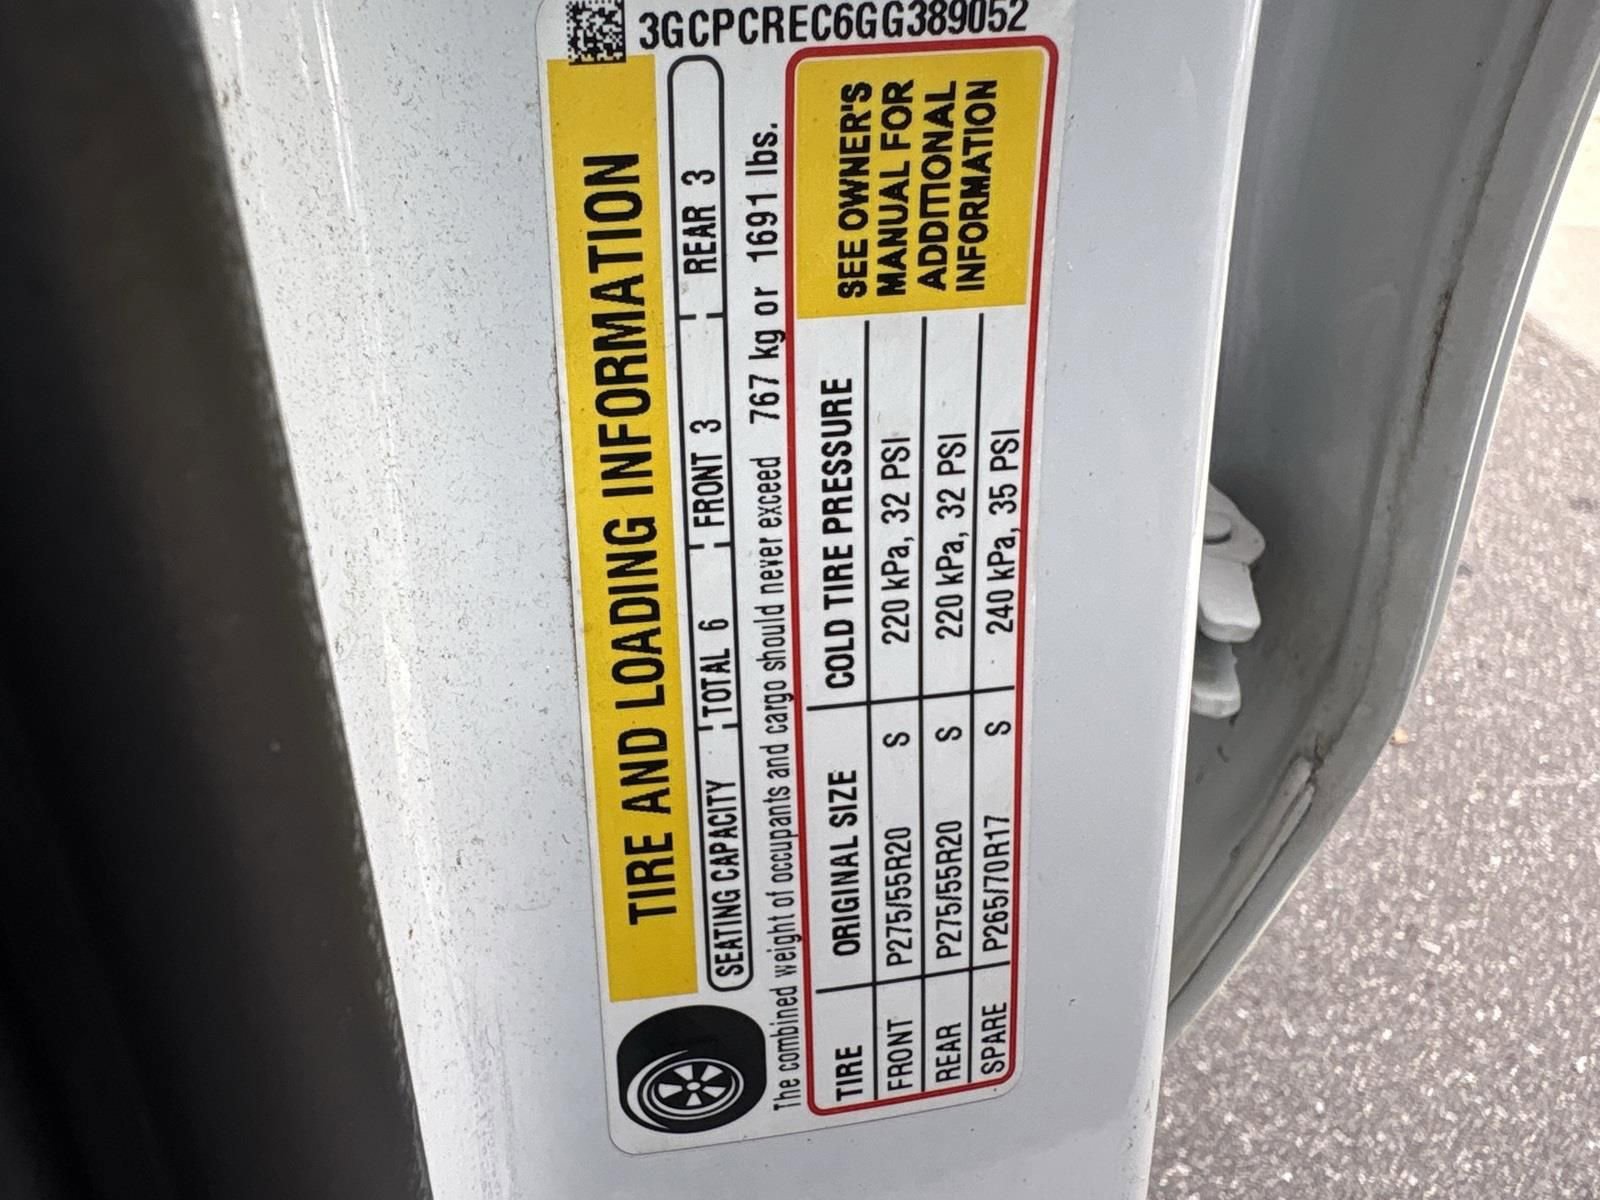 3GCPCREC6GG389052
TIRE AND LOADING INFORMATION
SEATING CAPACITY TOTAL 6 FRONT 3 REAR 3
The combined weight of occupants and cargo should never exceed 767 kg or 1691 lbs.
TIRE ORIGINAL SIZE COLD TIRE PRESSURE
FRONT P275/55R20 S 220 kPa, 32 PSI
REAR P275/55R20 S 220 kPa, 32 PSI
SPARE P265/70R17 S 240 kPa, 35 PSI
SEE OWNER'S
MANUAL FOR
ADDITIONAL
INFORMATION